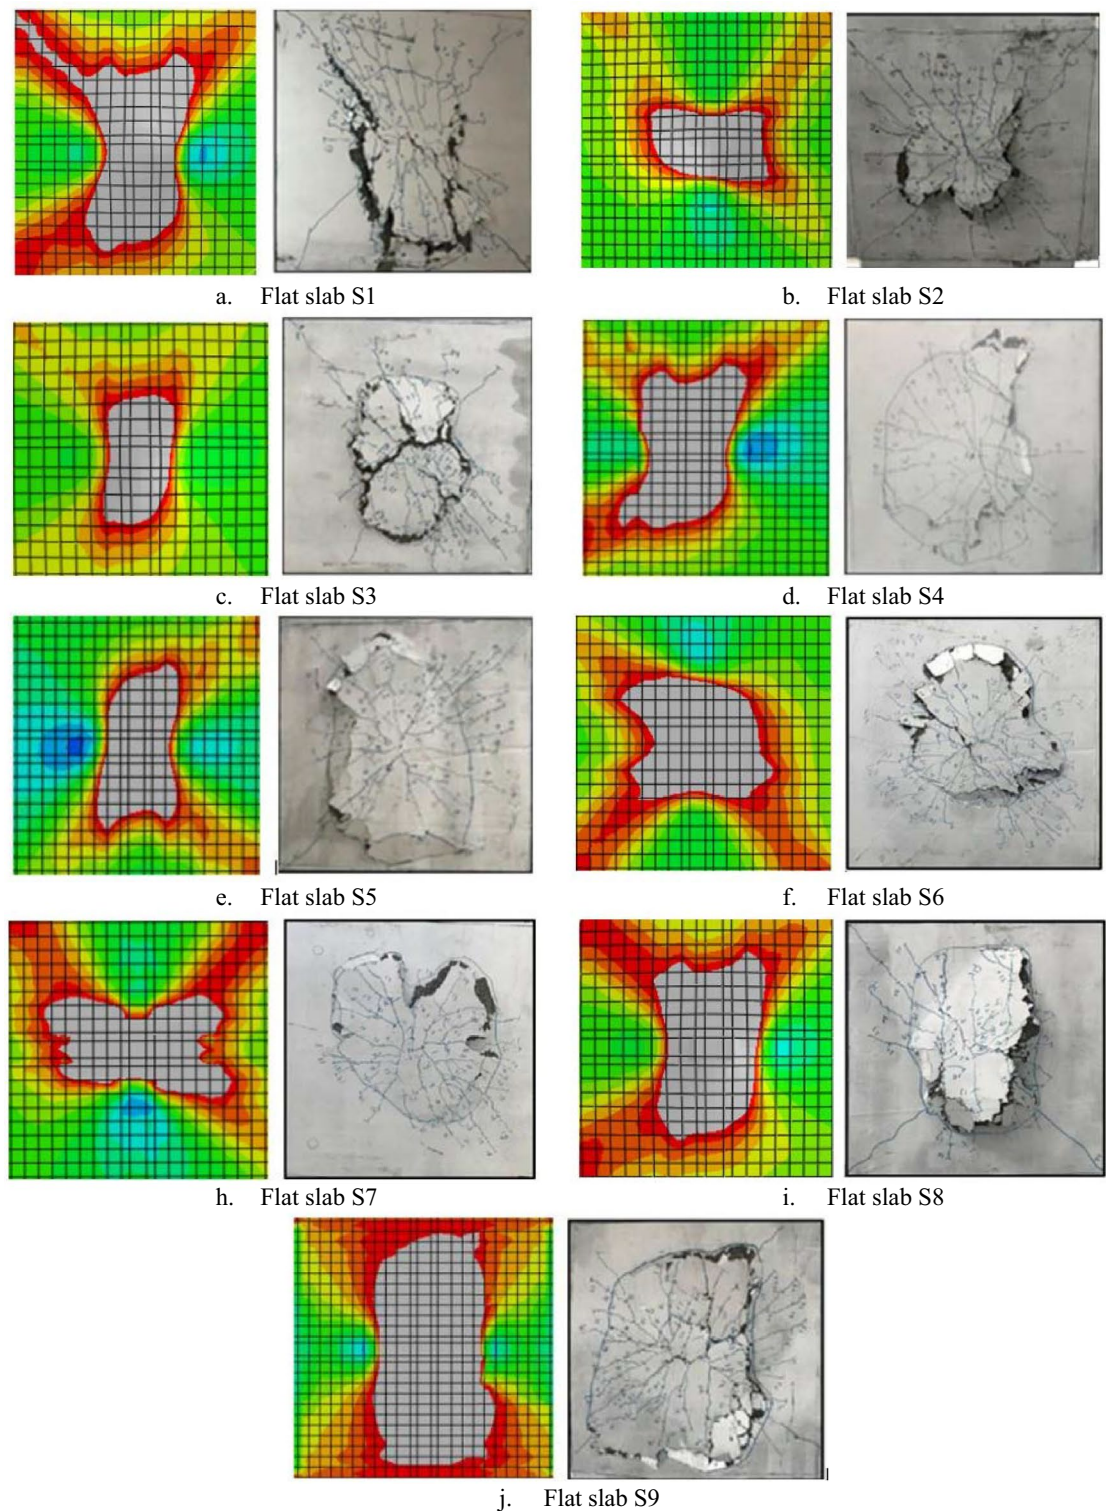 a. Flat slab S1
b. Flat slab S2
c. Flat slab S3
d. Flat slab S4
e. Flat slab S5
f. Flat slab S6
h. Flat slab S7
i. Flat slab S8
j. Flat slab S9